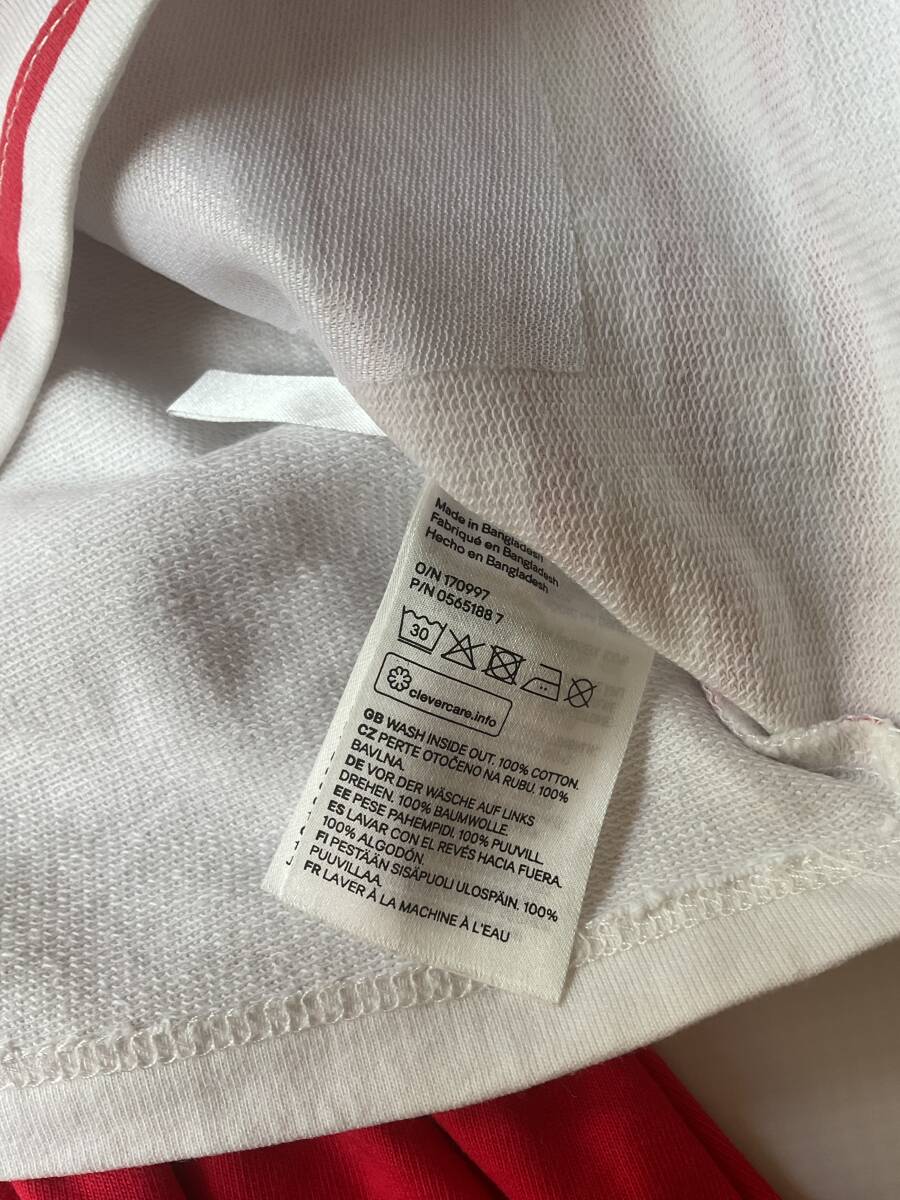 Made in Bangladesh
Fabriqué en Bangladesh
Hecho en Bangladesh
O/N 170997
P/N 0565188 7
30
clevercare.info
GB WASH INSIDE OUT. 100% COTTON.
CZ PERTE OTOČENO NA RUBU. 100%
BAVLNA.
DE VOR DER WÄSCHE AUF LINKS
DREHEN. 100% BAUMWOLLE.
EE PESE PAHEMPIDI. 100% PUUVILL.
ES LAVAR CON EL REVÉS HACIA FUERA.
100% ALGODÓN.
FI PESTÄÄN SISÄPUOLI ULOSPÄIN. 100%
PUUVILLAA.
FR LAVER À LA MACHINE À L'EAU